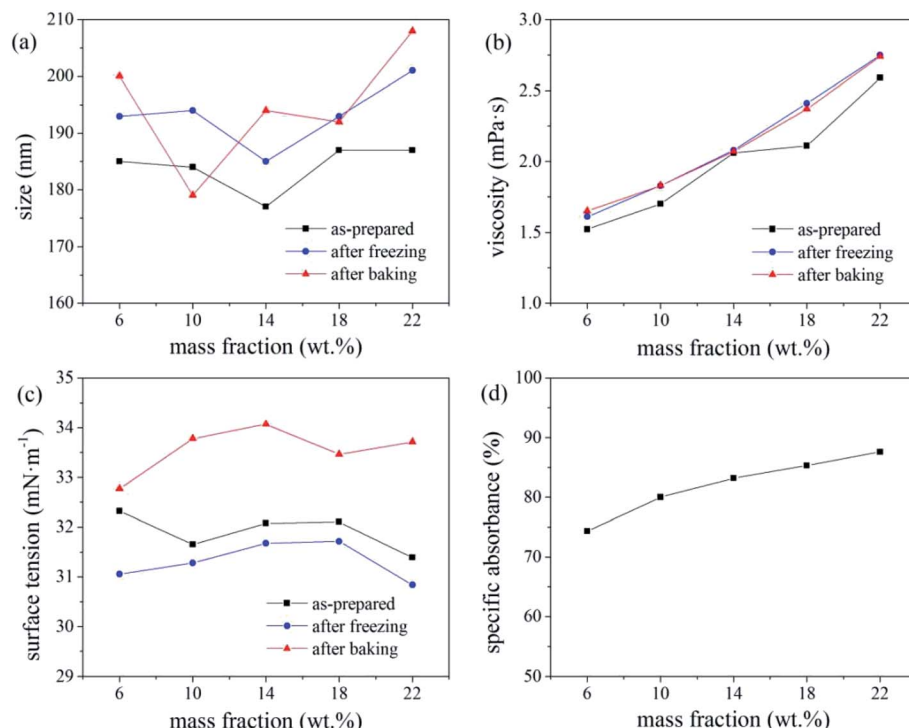 (a)
210
200
190
180
170
160
size (nm)
as-prepared
after freezing
after baking
6 10 14 18 22
mass fraction (wt.%)
(b)
3.0
2.5
2.0
1.5
1.0
viscosity (mPa·s)
as-prepared
after freezing
after baking
6 10 14 18 22
mass fraction (wt.%)
(c)
35
34
33
32
31
30
29
surface tension (mN·m⁻¹)
as-prepared
after freezing
after baking
6 10 14 18 22
mass fraction (wt.%)
(d)
100
90
80
70
60
50
specific absorbance (%)
6 10 14 18 22
mass fraction (wt.%)